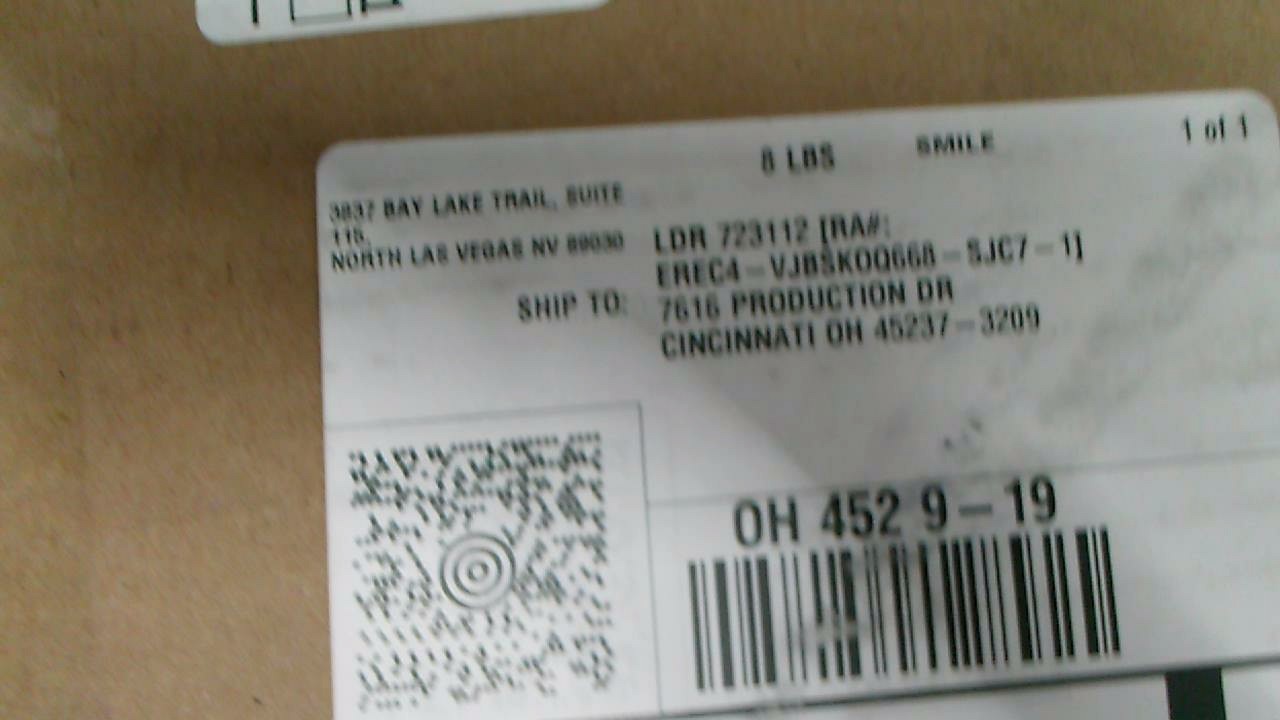 8 LBS SMILE 1 of 1
3837 BAY LAKE TRAIL, SUITE
115,
NORTH LAS VEGAS NV 89030
LDR 723112 [RA#:
EREC4-VJBSKOQ668-SJC7-1]
SHIP TO: 7616 PRODUCTION DR
CINCINNATI OH 45237-3209
OH 452 9-19